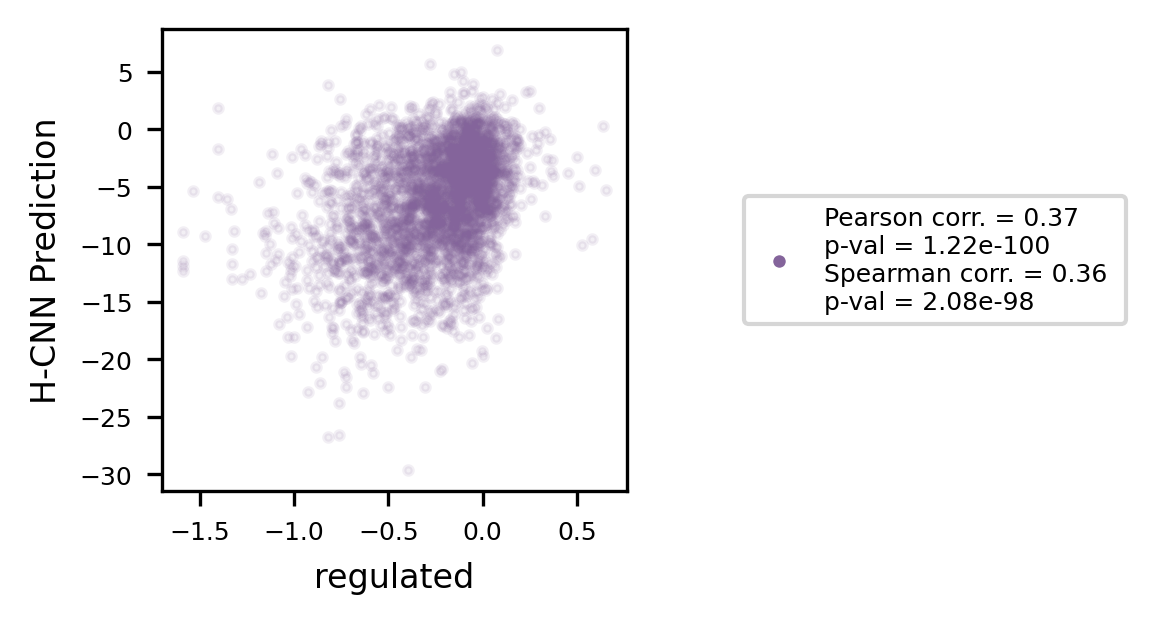 5
0
−5
−10
−15
−20
−25
−30
H-CNN Prediction
−1.5
−1.0
−0.5
0.0
0.5
regulated
Pearson corr. = 0.37
p-val = 1.22e-100
Spearman corr. = 0.36
p-val = 2.08e-98